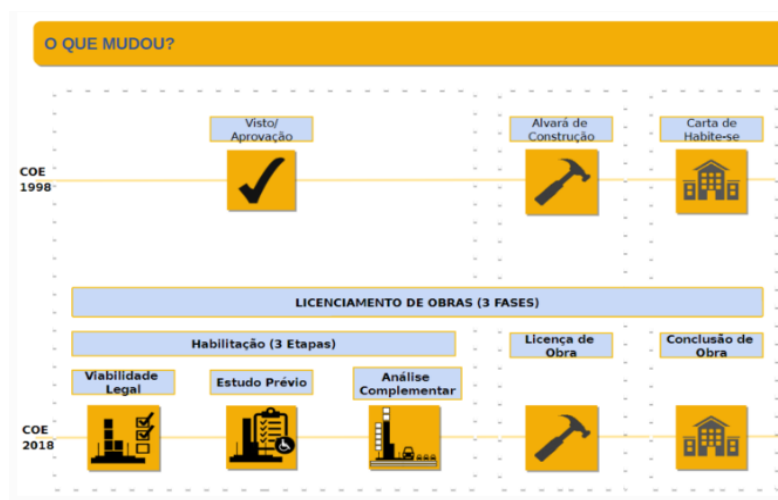 O QUE MUDOU?
Visto/
Aprovação
Alvará de
Construção
Carta de
Habite-se
COE
1998
LICENCIAMENTO DE OBRAS (3 FASES)
Habilitação (3 Etapas)
Licença de
Obra
Conclusão de
Obra
Viabilidade
Legal
Estudo Prévio
Análise
Complementar
COE
2018